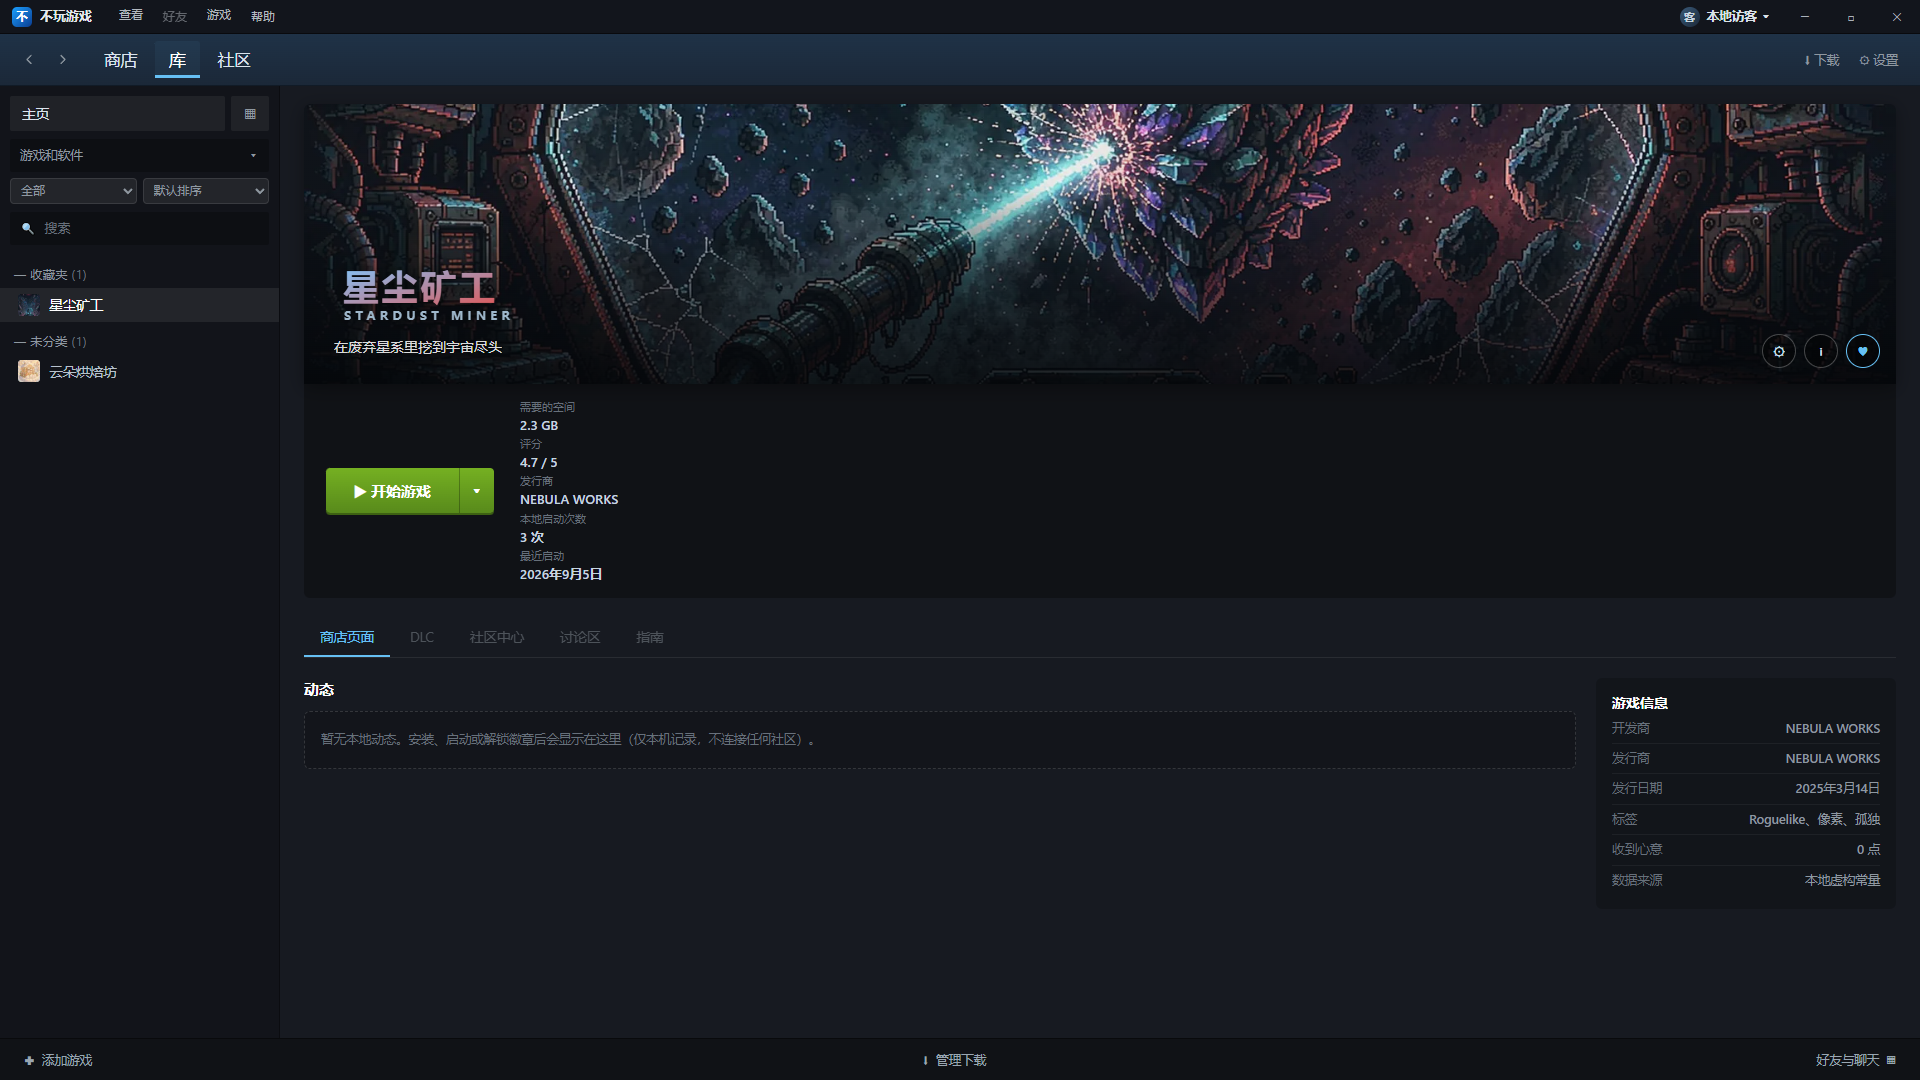 不 不玩游戏 查看 好友 游戏 帮助 客 本地访客
商店 库 社区 下载 设置
主页
游戏和软件
全部 默认排序
搜索
— 收藏夹 (1)
星尘矿工
— 未分类 (1)
云朵烘焙坊
星尘矿工
STARDUST MINER
在废弃星系里挖到宇宙尽头
开始游戏
需要的空间
2.3 GB
评分
4.7 / 5
发行商
NEBULA WORKS
本地启动次数
3 次
最近启动
2026年9月5日
商店页面 DLC 社区中心 讨论区 指南
动态
暂无本地动态。安装、启动或解锁徽章后会显示在这里（仅本机记录，不连接任何社区）。
游戏信息
开发商 NEBULA WORKS
发行商 NEBULA WORKS
发行日期 2025年3月14日
标签 Roguelike、像素、孤独
收到心意 0 点
数据来源 本地虚构常量
添加游戏 管理下载 好友与聊天